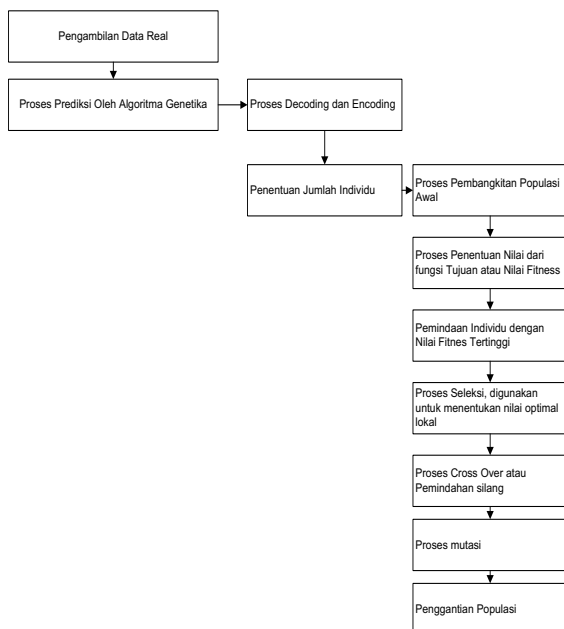 Pengambilan Data Real
Proses Prediksi Oleh Algoritma Genetika
Proses Decoding dan Encoding
Penentuan Jumlah Individu
Proses Pembangkitan Populasi
Awal
Proses Penentuan Nilai dari
fungsi Tujuan atau Nilai Fitness
Pemindaan Individu dengan
Nilai Fitnes Tertinggi
Proses Seleksi, digunakan
untuk menentukan nilai optimal
lokal
Proses Cross Over atau
Pemindahan silang
Proses mutasi
Penggantian Populasi